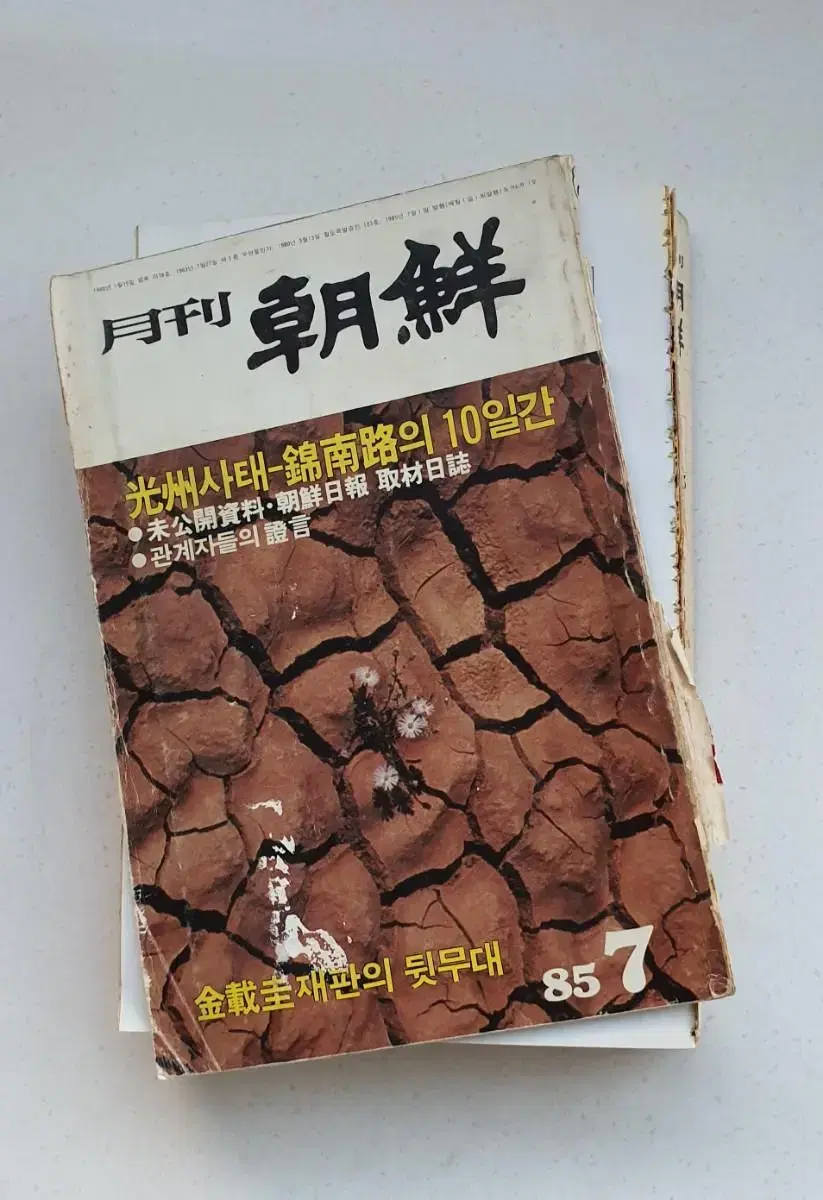 月刊 朝鮮
光州사태-錦南路의 10일간
● 未公開資料·朝鮮日報 取材日誌
● 관계자들의 證言
金載圭재판의 뒷무대
85 7